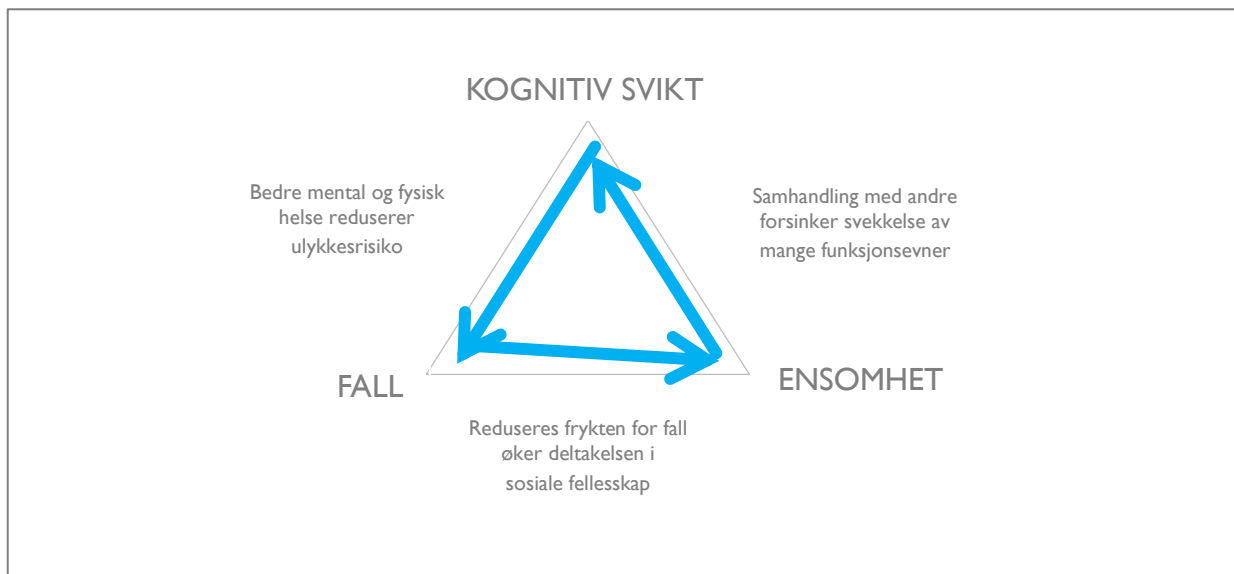 KOGNITIV SVIKT
Bedre mental og fysisk
helse reduserer
ulykkesrisiko
Samhandling med andre
forsinker svekkelse av
mange funksjonsevner
FALL
ENSOMHET
Reduseres frykten for fall
øker deltakelsen i
sosiale fellesskap